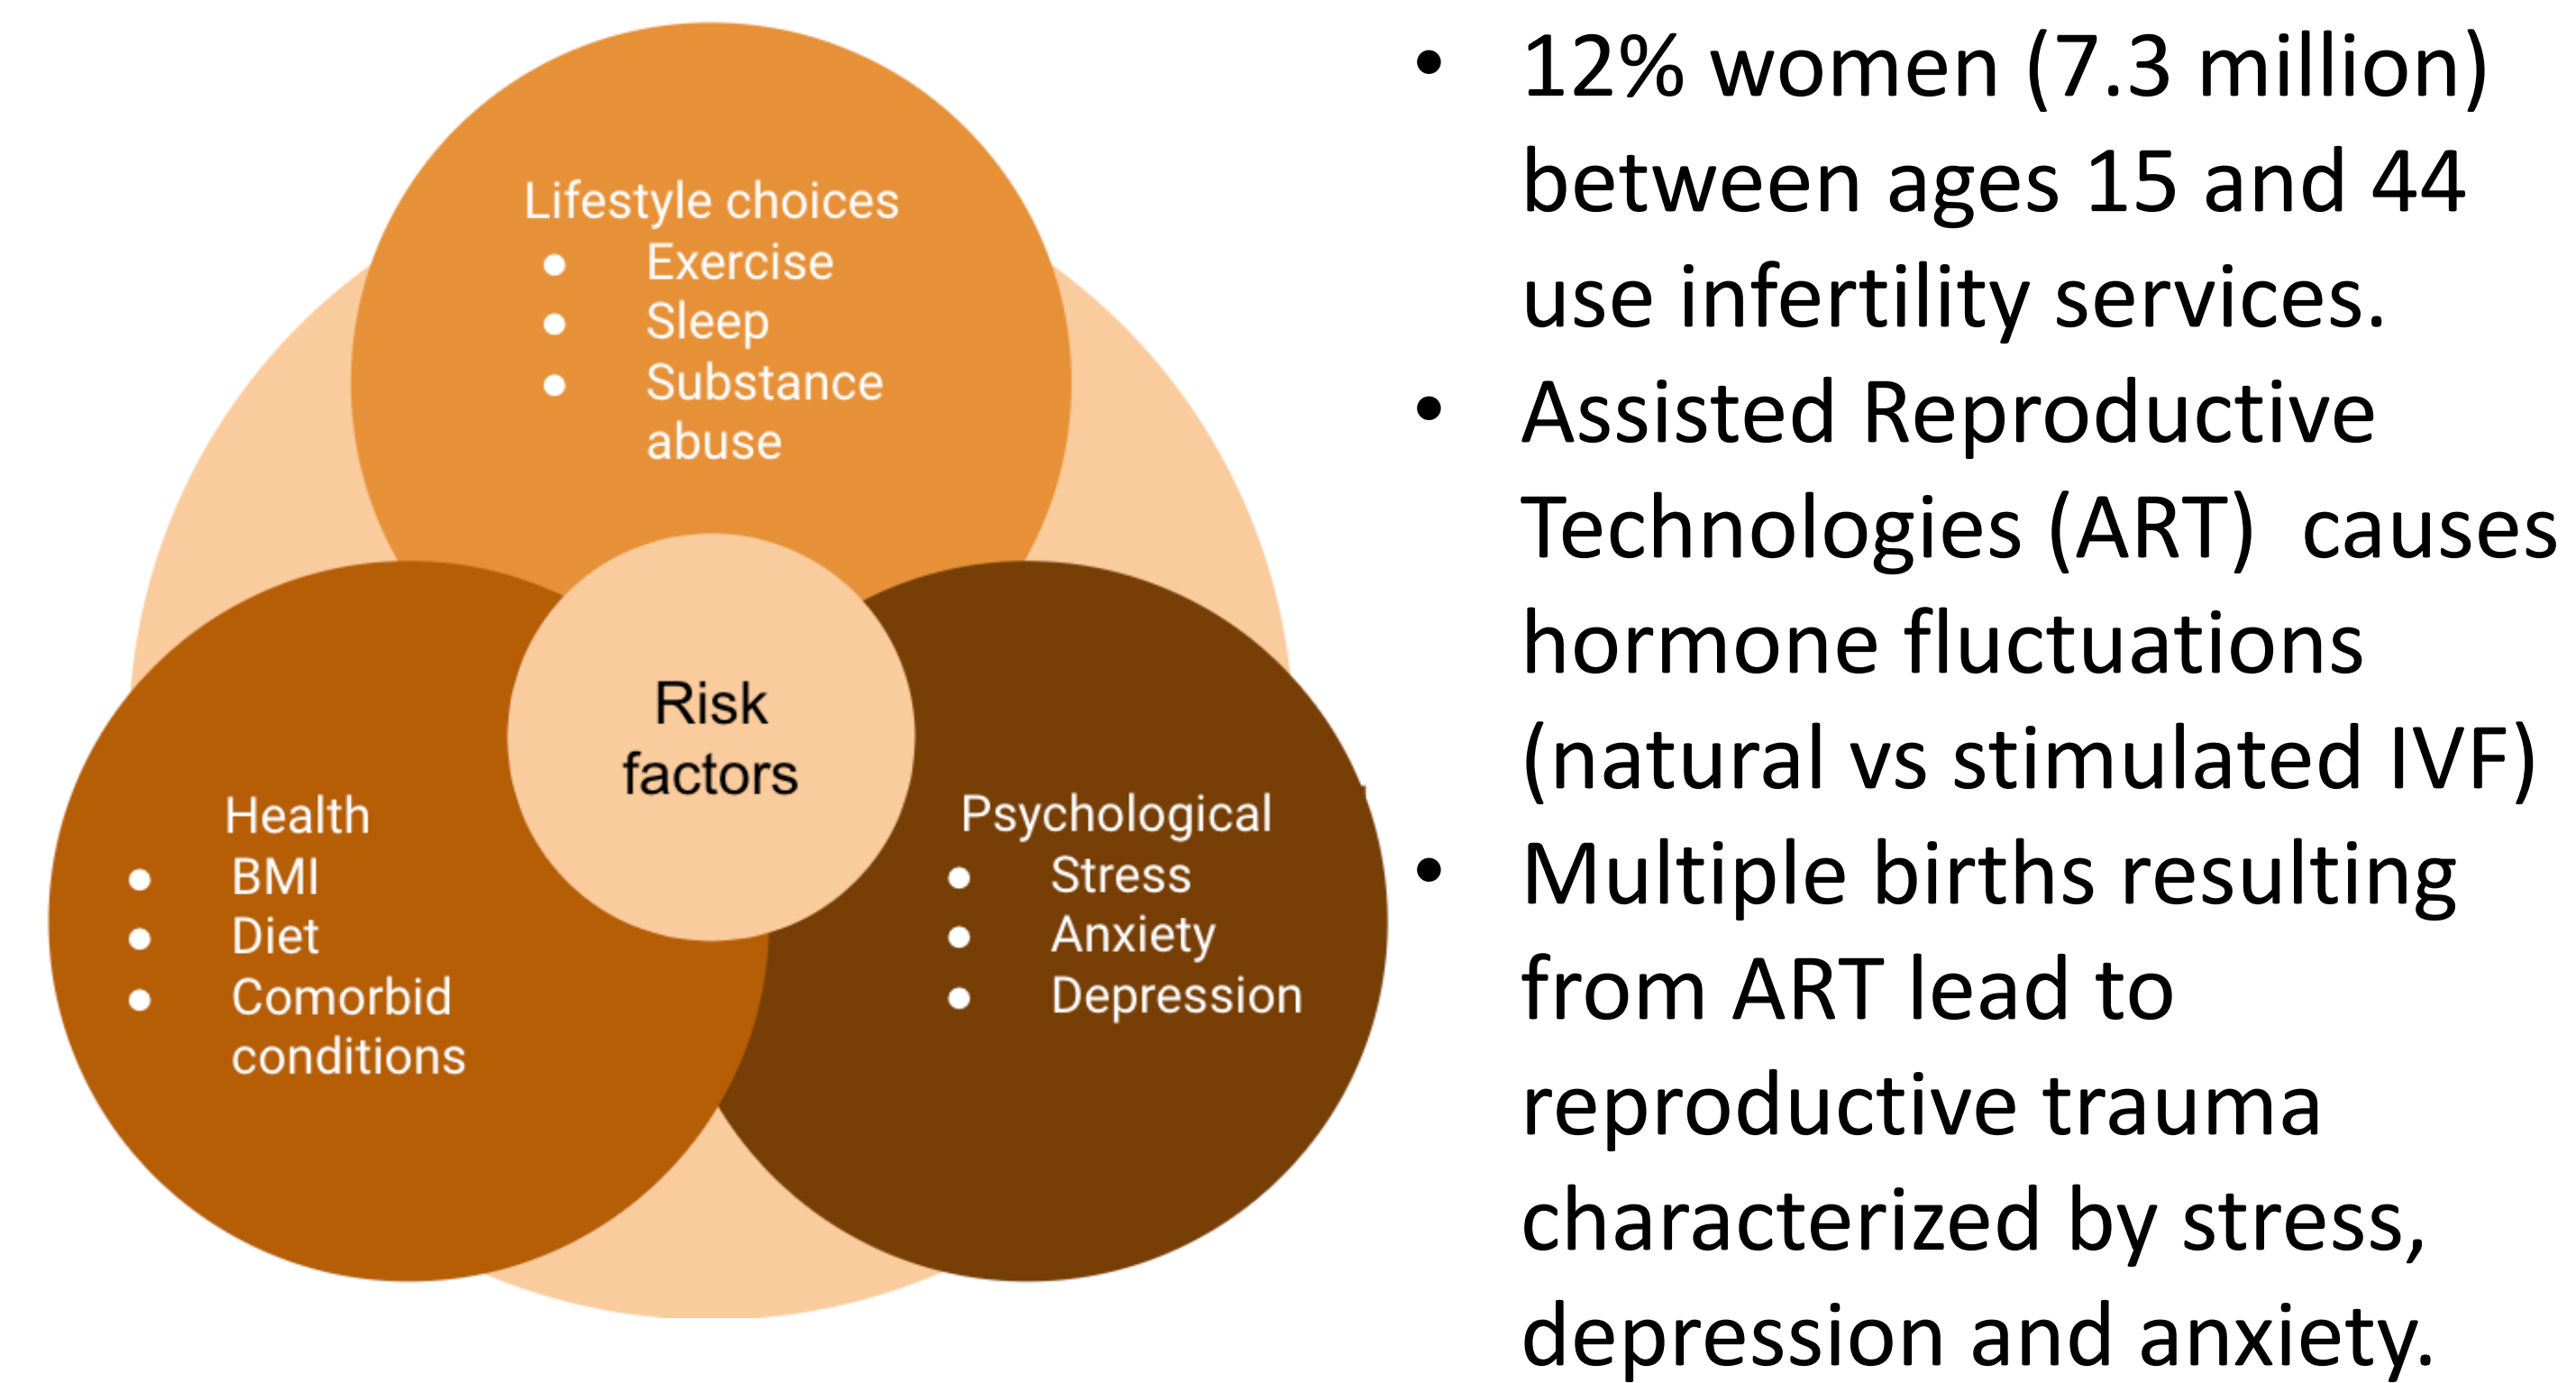 Lifestyle choices
● Exercise
● Sleep
● Substance
abuse
Risk
factors
Health
● BMI
● Diet
● Comorbid
conditions
Psychological
● Stress
● Anxiety
● Depression
• 12% women (7.3 million)
between ages 15 and 44
use infertility services.
• Assisted Reproductive
Technologies (ART)  causes
hormone fluctuations
(natural vs stimulated IVF)
• Multiple births resulting
from ART lead to
reproductive trauma
characterized by stress,
depression and anxiety.